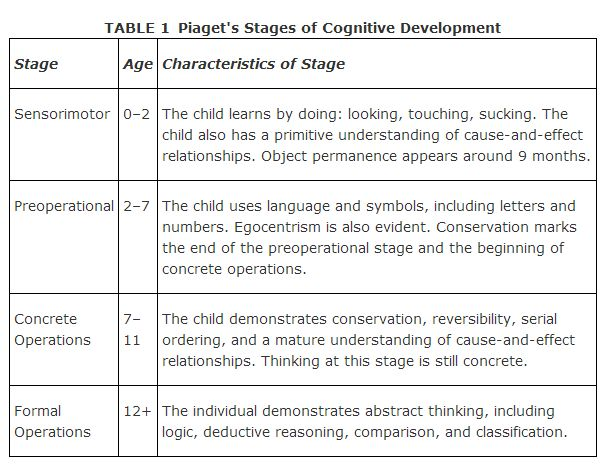 TABLE 1 Piaget's Stages of Cognitive Development
Stage Age Characteristics of Stage
Sensorimotor 0–2 The child learns by doing: looking, touching, sucking. The
child also has a primitive understanding of cause-and-effect
relationships. Object permanence appears around 9 months.
Preoperational 2–7 The child uses language and symbols, including letters and
numbers. Egocentrism is also evident. Conservation marks
the end of the preoperational stage and the beginning of
concrete operations.
Concrete 7– The child demonstrates conservation, reversibility, serial
Operations 11 ordering, and a mature understanding of cause-and-effect
relationships. Thinking at this stage is still concrete.
Formal 12+ The individual demonstrates abstract thinking, including
Operations logic, deductive reasoning, comparison, and classification.